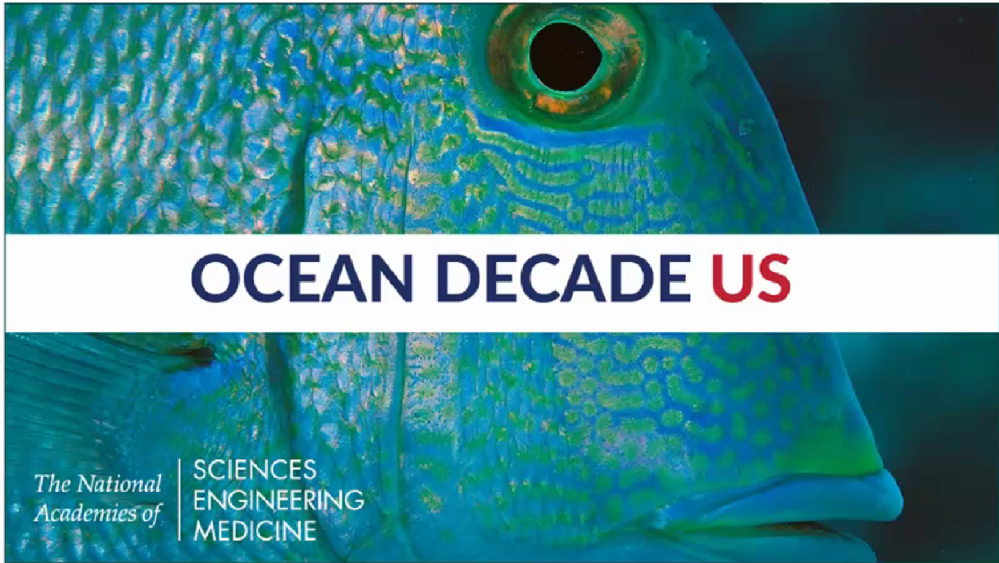 OCEAN DECADE US
The National
Academies of
SCIENCES
ENGINEERING
MEDICINE